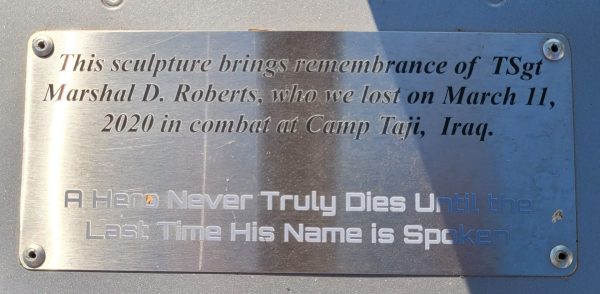 This sculpture brings remembrance of TSgt
Marshal D. Roberts, who we lost on March 11,
2020 in combat at Camp Taji, Iraq.
A Hero Never Truly Dies Until the
Last Time His Name is Spoken